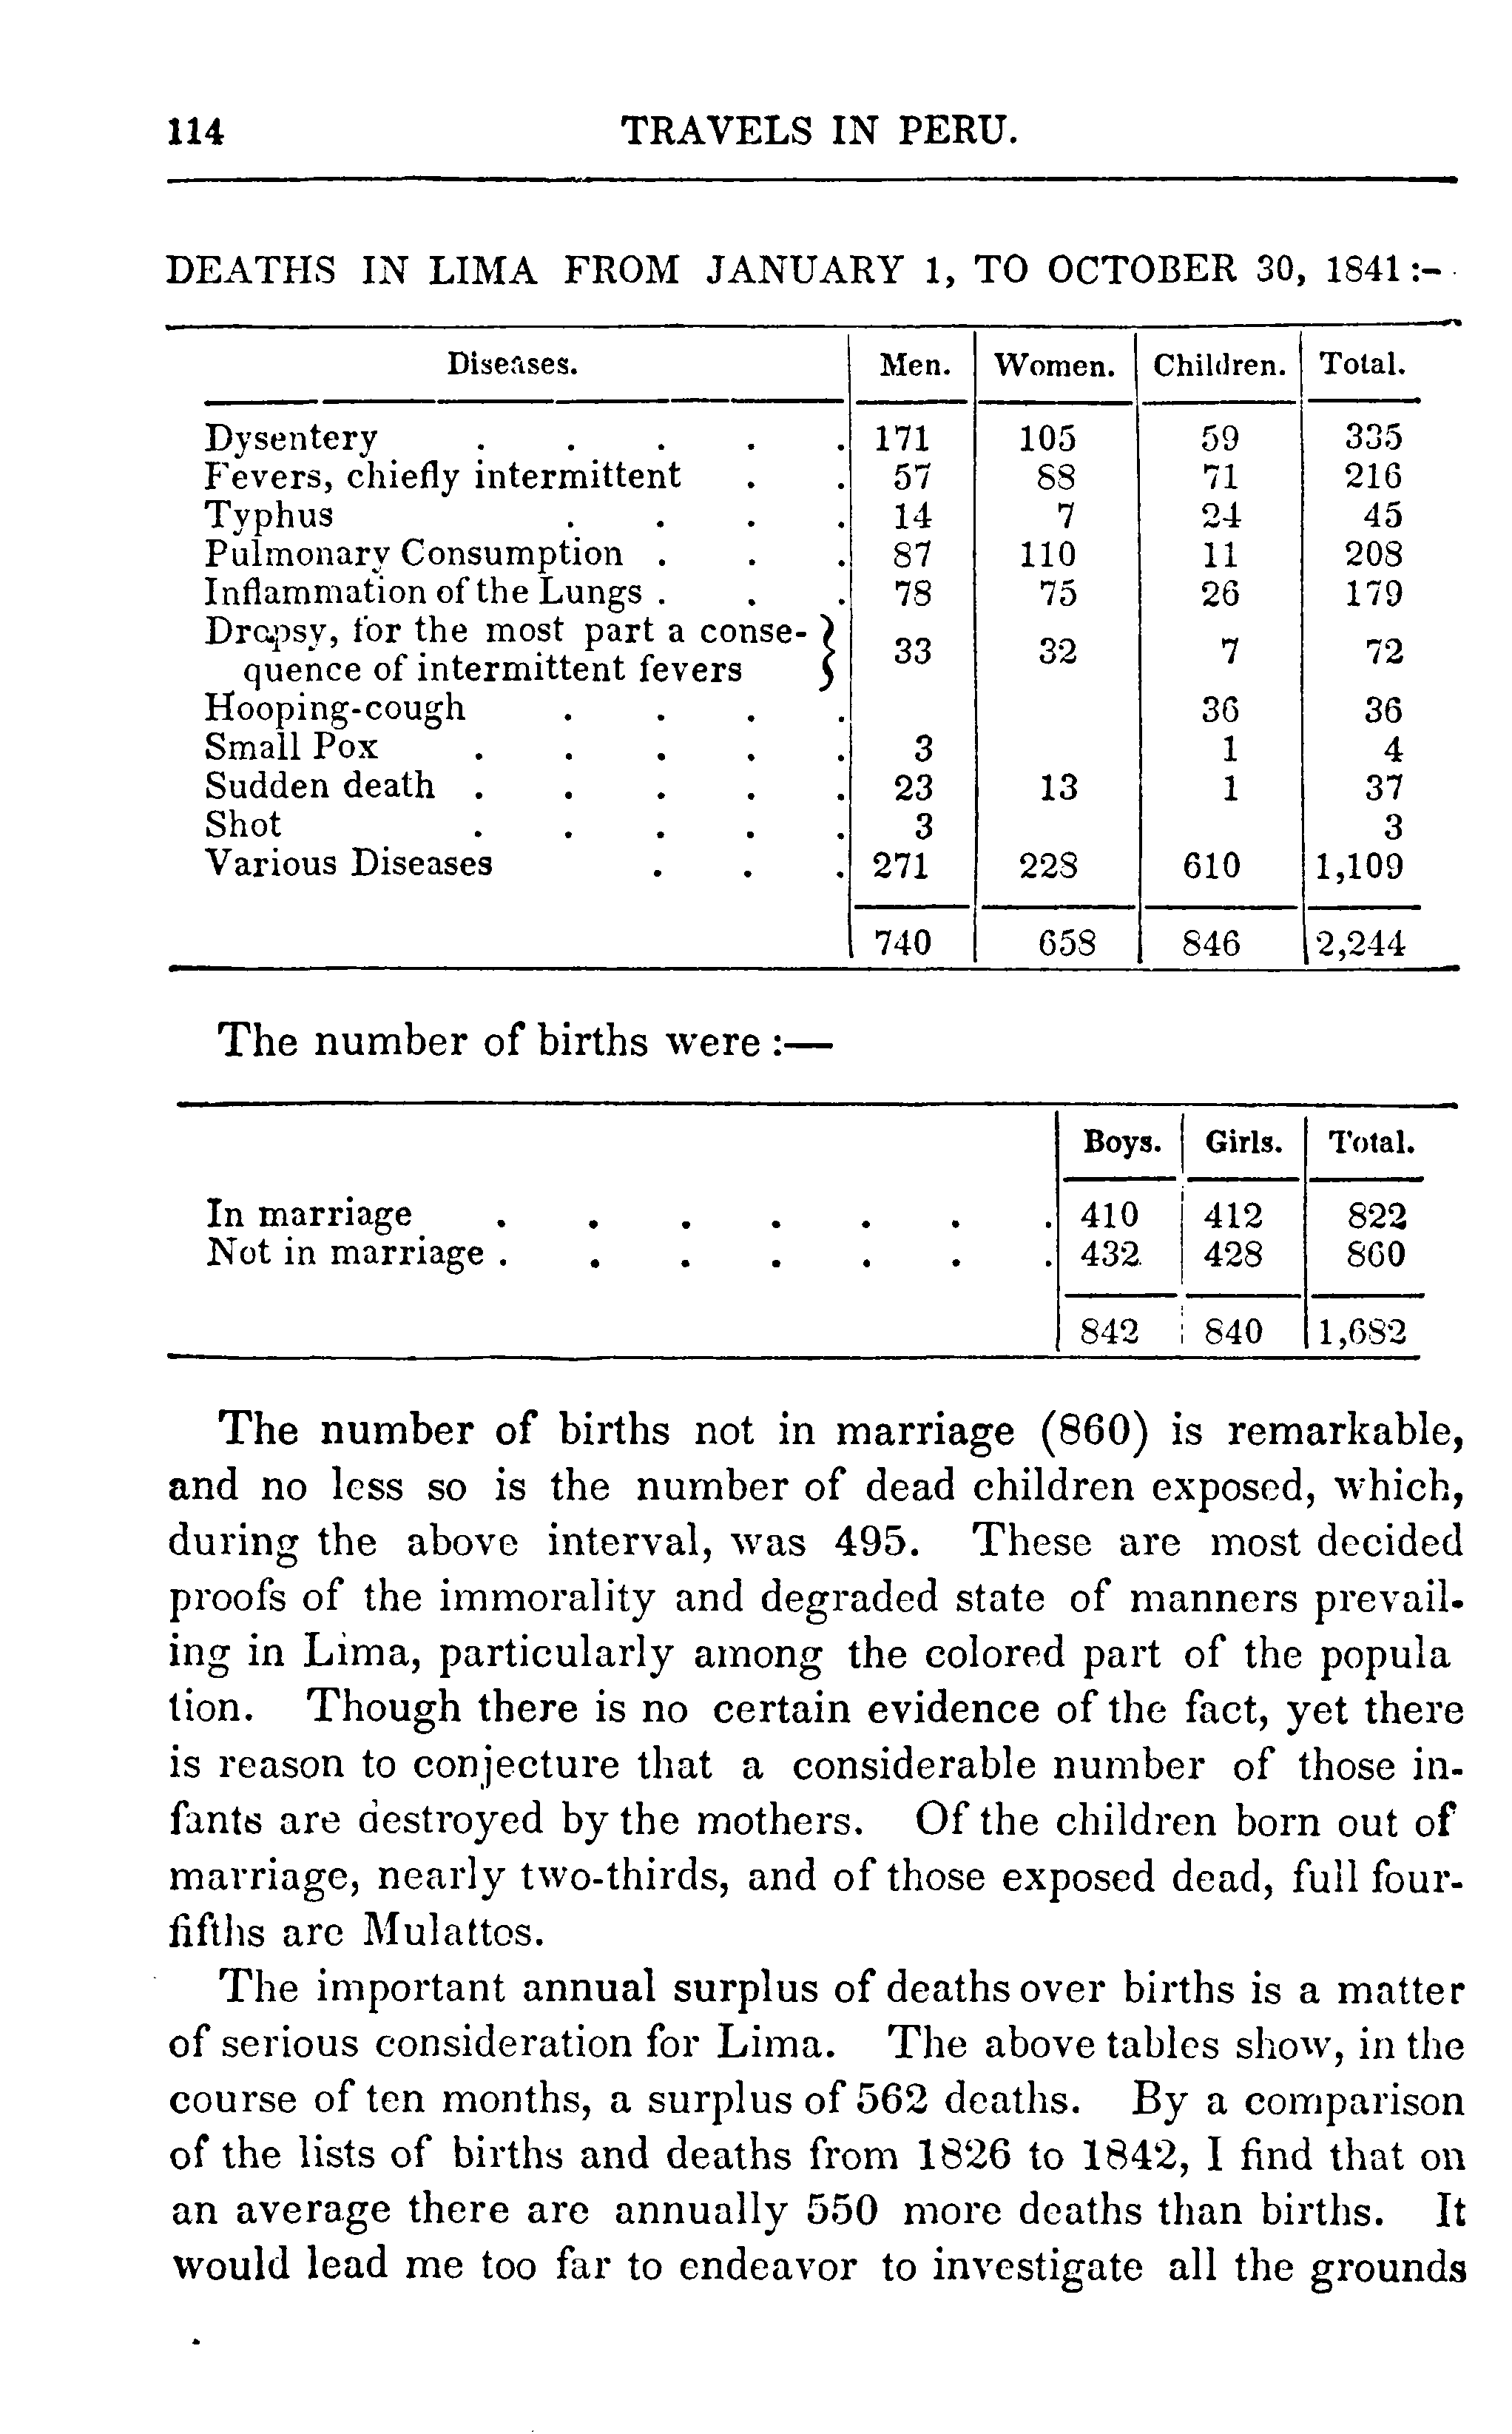 114 TRAVELS IN PERU.
DEATHS IN LIMA FROM JANUARY 1, TO OCTOBER 30, 1841:-
Diseases. Men. Women. Children. Total.
Dysentery . . . . . 171 105 59 335
Fevers, chiefly intermittent . . 57 88 71 216
Typhus . . . . 14 7 24 45
Pulmonary Consumption . . . 87 110 11 208
Inflammation of the Lungs . . . 78 75 26 179
Dropsy, for the most part a conse-
quence of intermittent fevers } 33 32 7 72
Hooping-cough . . . . 36 36
Small Pox . . . . . 3 1 4
Sudden death . . . . . 23 13 1 37
Shot . . . . . 3 3
Various Diseases . . . 271 228 610 1,109
740 658 846 2,244
The number of births were:—
Boys. Girls. Total.
In marriage . . . . . . . 410 412 822
Not in marriage . . . . . . . 432 428 860
842 840 1,682
The number of births not in marriage (860) is remarkable,
and no less so is the number of dead children exposed, which,
during the above interval, was 495. These are most decided
proofs of the immorality and degraded state of manners prevail-
ing in Lima, particularly among the colored part of the popula
tion. Though there is no certain evidence of the fact, yet there
is reason to conjecture that a considerable number of those in-
fants are destroyed by the mothers. Of the children born out of
marriage, nearly two-thirds, and of those exposed dead, full four-
fifths are Mulattos.
The important annual surplus of deaths over births is a matter
of serious consideration for Lima. The above tables show, in the
course of ten months, a surplus of 562 deaths. By a comparison
of the lists of births and deaths from 1826 to 1842, I find that on
an average there are annually 550 more deaths than births. It
would lead me too far to endeavor to investigate all the grounds